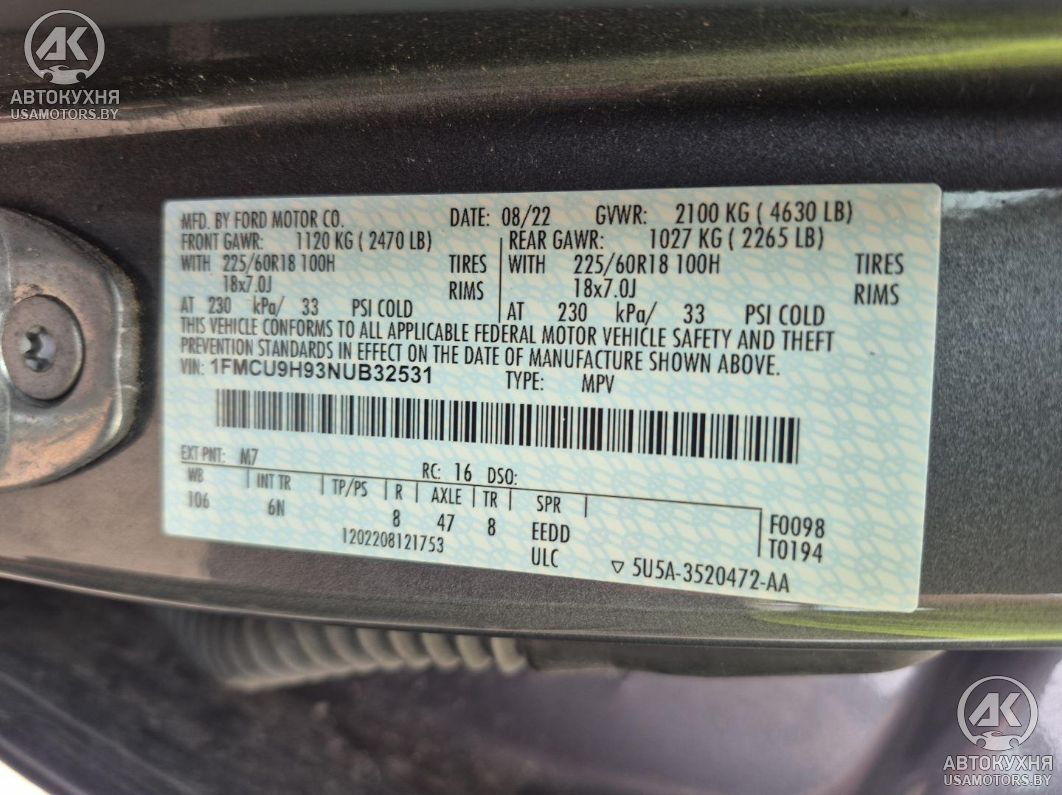 АК
АВТОКУХНЯ
USAMOTORS.BY
MFD. BY FORD MOTOR CO. DATE: 08/22 GVWR: 2100 KG ( 4630 LB)
FRONT GAWR: 1120 KG ( 2470 LB) REAR GAWR: 1027 KG ( 2265 LB)
WITH 225/60R18 100H TIRES WITH 225/60R18 100H TIRES
18x7.0J RIMS 18x7.0J RIMS
AT 230 kPa/ 33 PSI COLD AT 230 kPa/ 33 PSI COLD
THIS VEHICLE CONFORMS TO ALL APPLICABLE FEDERAL MOTOR VEHICLE SAFETY AND THEFT
PREVENTION STANDARDS IN EFFECT ON THE DATE OF MANUFACTURE SHOWN ABOVE.
VIN: 1FMCU9H93NUB32531 TYPE: MPV
EXT PNT: M7 RC: 16 DSO:
WB INT TR TP/PS R AXLE TR SPR
106 6N 8 47 8 EEDD F0098
1202208121753 ULC T0194
▽ 5U5A-3520472-AA
АК
АВТОКУХНЯ
USAMOTORS.BY